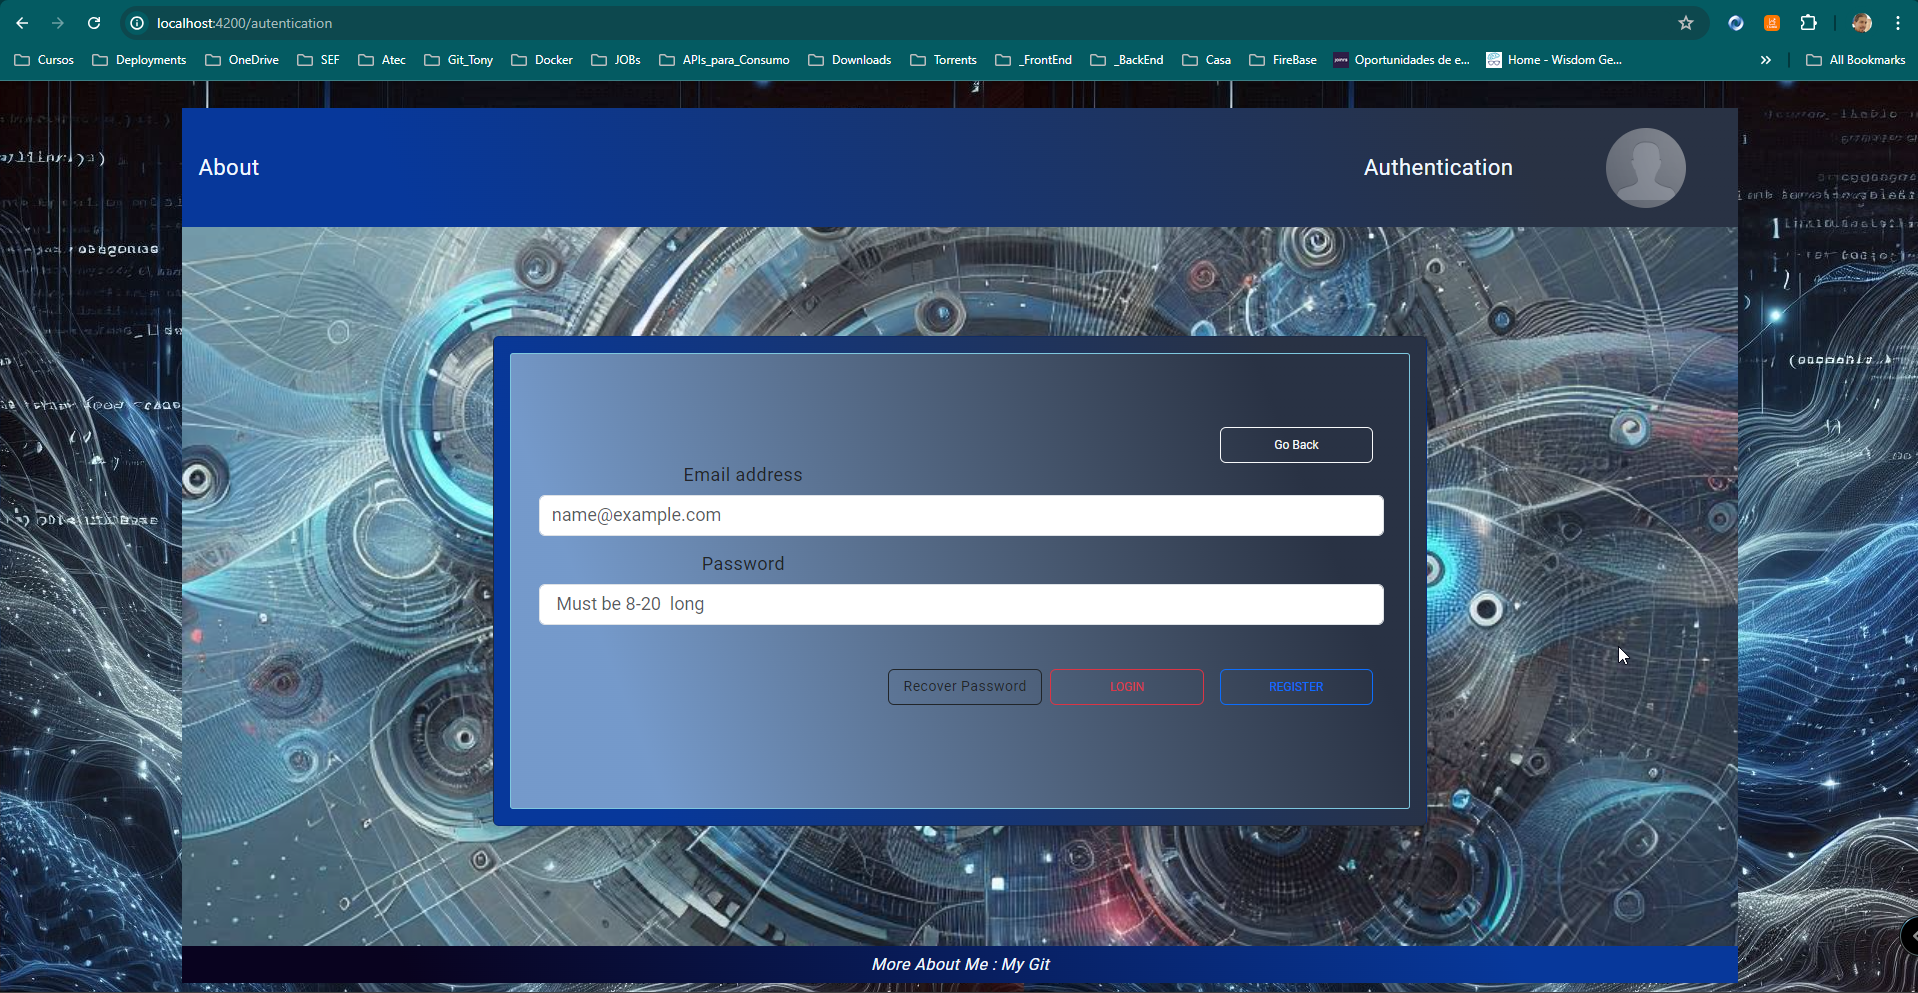 localhost:4200/autentication
Cursos Deployments OneDrive SEF Atec Git_Tony Docker JOBs APIs_para_Consumo Downloads Torrents _FrontEnd _BackEnd Casa FireBase Oportunidades de e... Home - Wisdom Ge... » All Bookmarks
About Authentication
Go Back
Email address
name@example.com
Password
Must be 8-20 long
Recover Password LOGIN REGISTER
More About Me : My Git